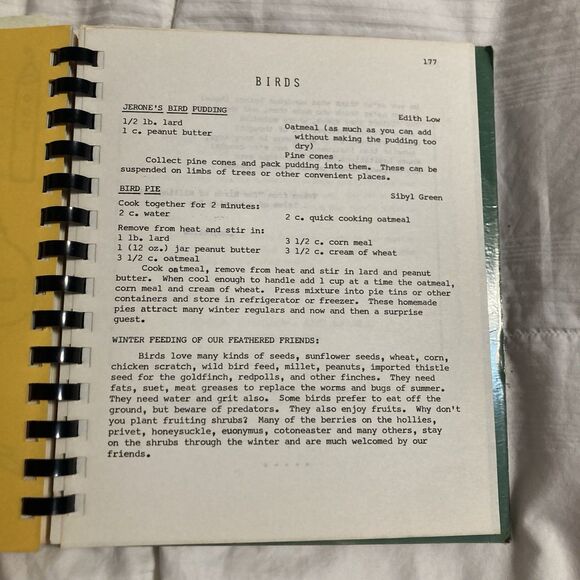 177
BIRDS
JERONE'S BIRD PUDDING
Edith Low
1/2 lb. lard
1 c. peanut butter
Oatmeal (as much as you can add
without making the pudding too
dry)
Pine cones
Collect pine cones and pack pudding into them. These can be
suspended on limbs of trees or other convenient places.
BIRD PIE
Sibyl Green
Cook together for 2 minutes:
2 c. water
2 c. quick cooking oatmeal
Remove from heat and stir in:
1 lb. lard
1 (12 oz.) jar peanut butter
3 1/2 c. oatmeal
3 1/2 c. corn meal
3 1/2 c. cream of wheat
Cook oatmeal, remove from heat and stir in lard and peanut
butter. When cool enough to handle add 1 cup at a time the oatmeal,
corn meal and cream of wheat. Press mixture into pie tins or other
containers and store in refrigerator or freezer. These homemade
pies attract many winter regulars and now and then a surprise
guest.
WINTER FEEDING OF OUR FEATHERED FRIENDS:
Birds love many kinds of seeds, sunflower seeds, wheat, corn,
chicken scratch, wild bird feed, millet, peanuts, imported thistle
seed for the goldfinch, redpolls, and other finches. They need
fats, suet, meat greases to replace the worms and bugs of summer.
They need water and grit also. Some birds prefer to eat off the
ground, but beware of predators. They also enjoy fruits. Why don't
you plant fruiting shrubs? Many of the berries on the hollies,
privet, honeysuckle, euonymus, cotoneaster and many others, stay
on the shrubs through the winter and are much welcomed by our
friends.
* * * * *